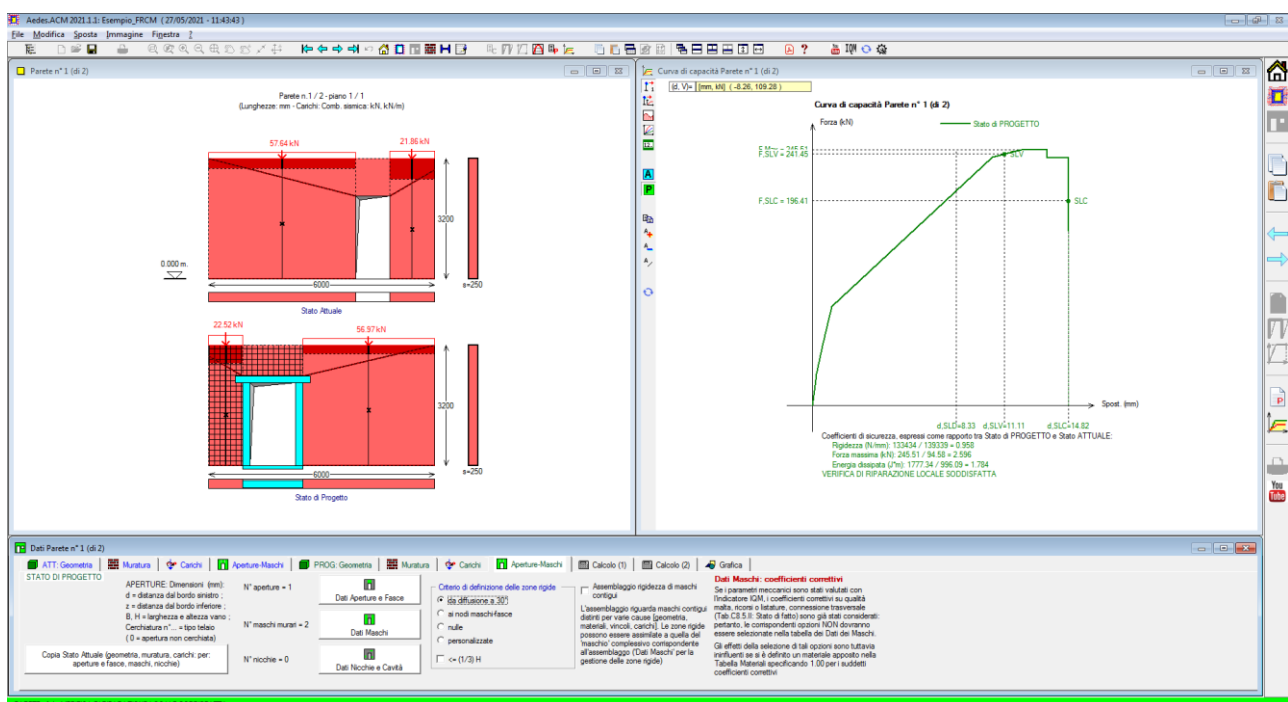 Aedes.ACM 2021.1.1: Esempio_FRCM ( 27/05/2021 - 11:43:43 )
File Modifica Sposta Immagine Finestra ?
IQM
Parete n° 1 (di 2)
Parete n.1 / 2 - piano 1 / 1
(Lunghezze: mm - Carichi: Comb. sismica: kN, kN/m)
57.64 kN
21.86 kN
3200
0.000 m.
6000
s=250
Stato Attuale
22.52 kN
56.97 kN
3200
6000
s=250
Stato di Progetto
Curva di capacità Parete n° 1 (di 2)
(d, V)= [mm, kN] ( -8.26, 109.28 )
Curva di capacità Parete n° 1 (di 2)
Forza (kN)
Stato di PROGETTO
F.Max = 245.51
F.SLV = 241.45
SLV
F.SLC = 196.41
SLC
A
P
Spost. (mm)
d.SLD=8.33 d.SLV=11.11 d.SLC=14.82
Coefficienti di sicurezza, espressi come rapporto tra Stato di PROGETTO e Stato ATTUALE:
Rigidezza (N/mm): 133434 / 139339 = 0.958
Forza massima (kN): 245.51 / 94.58 = 2.596
Energia dissipata (J*m): 1777.34 / 996.09 = 1.784
VERIFICA DI RIPARAZIONE LOCALE SODDISFATTA
You
Tube
Dati Parete n° 1 (di 2)
ATT: Geometria Muratura Carichi Aperture-Maschi PROG: Geometria Muratura Carichi Aperture-Maschi Calcolo (1) Calcolo (2) Grafica
STATO DI PROGETTO
APERTURE: Dimensioni (mm):
d = distanza dal bordo sinistro ;
z = distanza dal bordo inferiore ;
B, H = larghezza e altezza vano ;
Cerchiatura n°... = tipo telaio
( 0 = apertura non cerchiata )
Copia Stato Attuale (geometria, muratura, carichi: per:
aperture e fasce, maschi, nicchie)
N° aperture = 1
N° maschi murari = 2
N° nicchie = 0
Dati Aperture e Fasce
Dati Maschi
Dati Nicchie e Cavità
Criterio di definizione delle zone rigide
da diffusione a 30°
ai nodi maschi-fasce
nulle
personalizzate
<= (1/3) H
Assemblaggio rigidezza di maschi
contigui
L'assemblaggio riguarda maschi contigui
distinti per varie cause [geometria,
materiali, vincoli, carichi]. Le zone rigide
possono essere assimilate a quella del
'maschio' complessivo corrispondente
all'assemblaggio ('Dati Maschi' per la
gestione delle zone rigide)
Dati Maschi: coefficienti correttivi
Se i parametri meccanici sono stati valutati con
l'indicatore IQM, i coefficienti correttivi su qualità
malta, ricorsi o listature, connessione trasversale
(Tab.C8.5.II: Stato di fatto) sono già stati considerati:
pertanto, le corrispondenti opzioni NON dovranno
essere selezionate nella tabella dei Dati dei Maschi.
Gli effetti della selezione di tali opzioni sono tuttavia
ininfluenti se si è definito un materiale apposito nella
Tabella Materiali specificando 1.00 per i suddetti
coefficienti correttivi